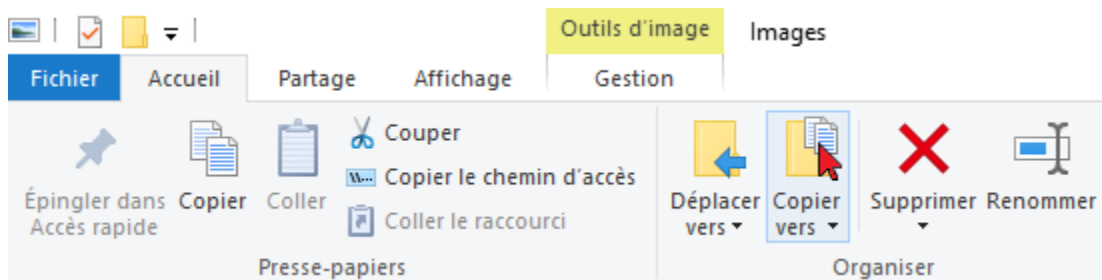 Outils d'image Images
Fichier Accueil Partage Affichage Gestion
Épingler dans
Accès rapide
Copier
Coller
Couper
Copier le chemin d'accès
Coller le raccourci
Presse-papiers
Déplacer
vers
Copier
vers
Supprimer
Renommer
Organiser